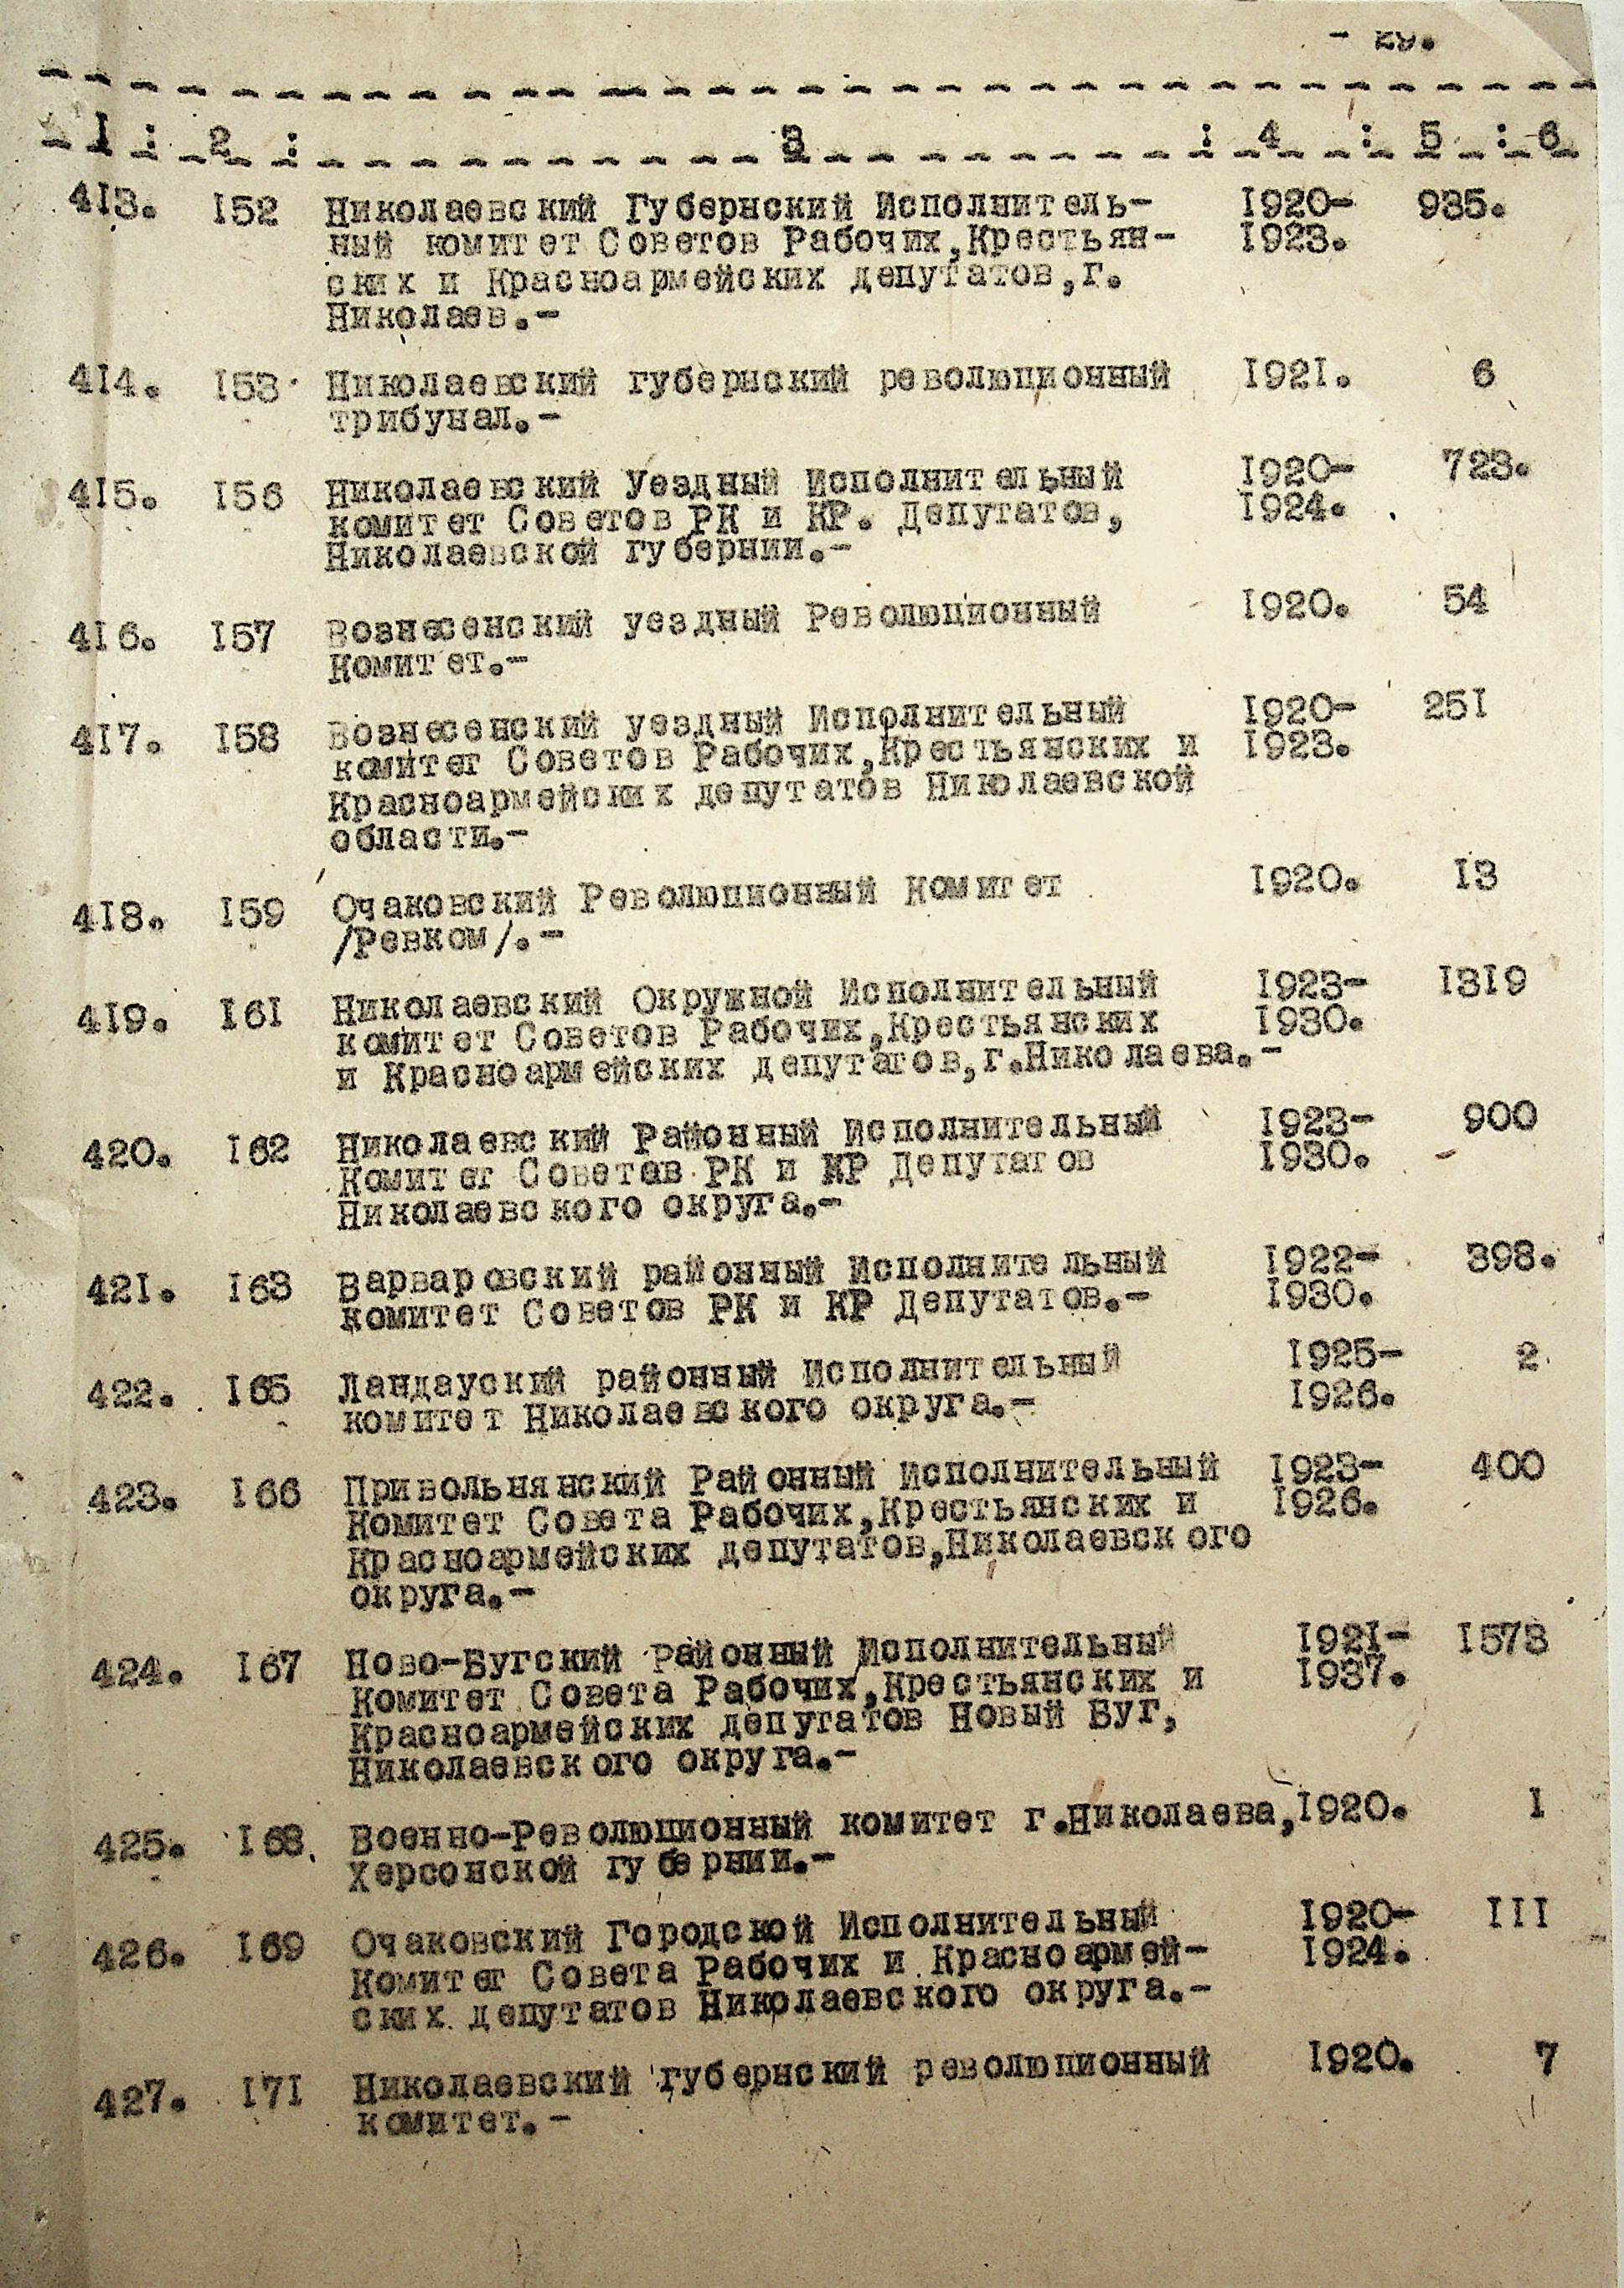 - 29.
1 : 2 : 3 : 4 : 5 : 6
413. 152 Николаевский Губернский Исполнитель- 1920- 935.
ный комитет Советов Рабочих,Крестьян- 1923.
ских и Красноармейских депутатов,г.
Николаев.-
414. 153 Николаевский губернский революционный 1921. 6
трибунал.-
415. 156 Николаевский Уездный Исполнительный 1920- 723.
комитет Советов РК и КР. Депутатов, 1924.
Николаевской губернии.-
416. 157 Вознесенский уездный Революционный 1920. 54
Комитет.-
417. 158 Вознесенский уездный Исполнительный 1920- 251
комитет Советов Рабочих,Крестьянских и 1923.
Красноармейских депутатов Николаевской
области.-
418. 159 Очаковский Революционный Комитет 1920. 13
/Ревком/.-
419. 161 Николаевский Окружной Исполнительный 1923- 1319
комитет Советов Рабочих,Крестьянских 1930.
и Красноармейских депутатов,г.Николаева.-
420. 162 Николаевский Районный Исполнительный 1923- 900
Комитет Советов РК и КР Депутатов 1930.
Николаевского округа.-
421. 163 Варваровский районный Исполнительный 1922- 398.
комитет Советов РК и КР Депутатов.- 1930.
422. 165 Ландауский районный Исполнительный 1925- 2
комитет Николаевского округа.- 1926.
423. 166 Привольнянский Районный Исполнительный 1923- 400
Комитет Совета Рабочих,Крестьянских и 1926.
Красноармейских депутатов,Николаевского
округа.-
424. 167 Ново-Бугский Районный Исполнительный 1921- 1573
Комитет Совета Рабочих,Крестьянских и 1937.
Красноармейских депутатов Новый Буг,
Николаевского округа.-
425. 168. Военно-Революционный комитет г.Николаева, 1920. 1
Херсонской губернии.-
426. 169 Очаковский Городской Исполнительный 1920- 111
Комитет Совета Рабочих и Красноармей- 1924.
ских депутатов Николаевского округа.-
427. 171 Николаевский губернский революционный 1920. 7
комитет.-